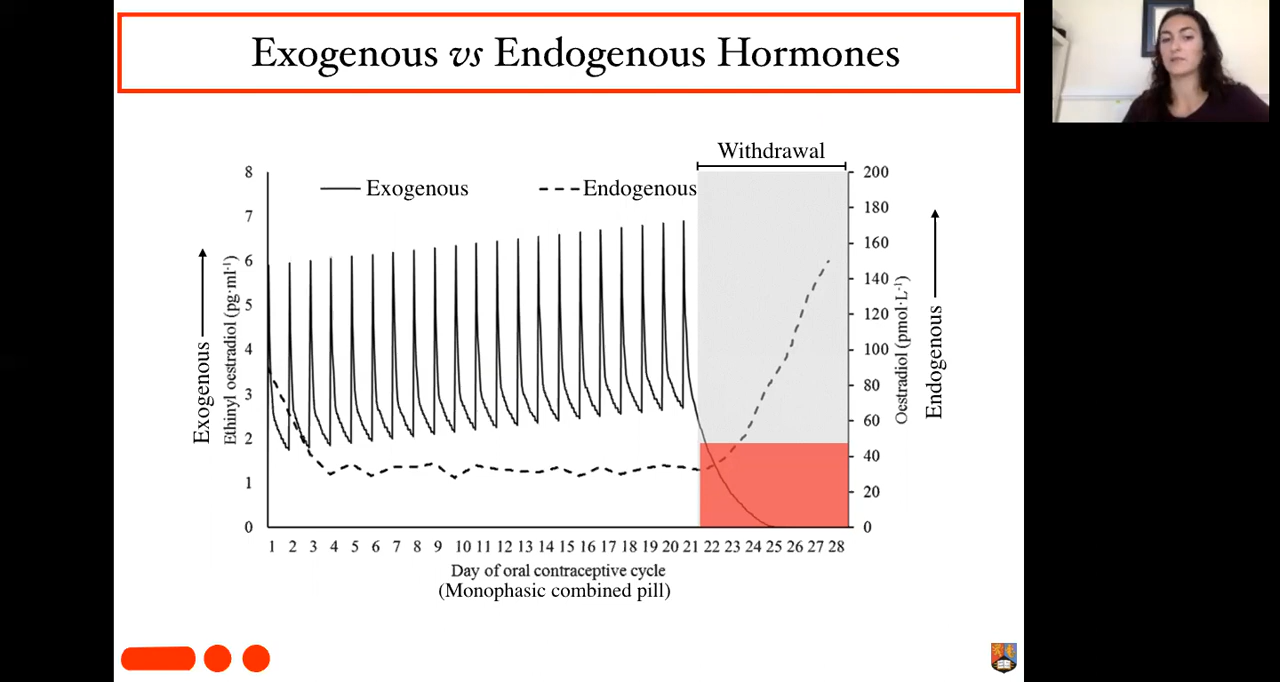 Exogenous vs Endogenous Hormones
Withdrawal
Exogenous
Endogenous
8
7
6
5
4
3
2
1
0
Exogenous
Ethinyl oestradiol (pg·ml⁻¹)
200
180
160
140
120
100
80
60
40
20
0
Oestradiol (pmol·L⁻¹)
Endogenous
1 2 3 4 5 6 7 8 9 10 11 12 13 14 15 16 17 18 19 20 21 22 23 24 25 26 27 28
Day of oral contraceptive cycle
(Monophasic combined pill)